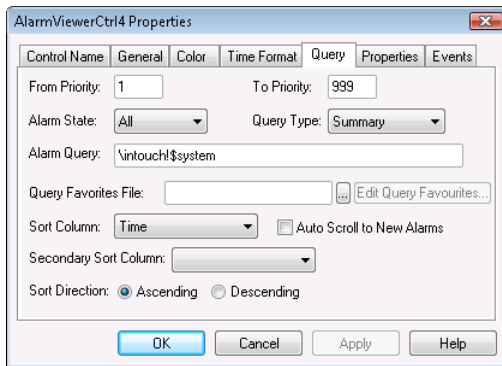 AlarmViewerCtrl4 Properties
Control Name General Color Time Format Query Properties Events
From Priority: 1 To Priority: 999
Alarm State: All Query Type: Summary
Alarm Query: \intouch!$system
Query Favorites File: ... Edit Query Favourites...
Sort Column: Time Auto Scroll to New Alarms
Secondary Sort Column:
Sort Direction: Ascending Descending
OK Cancel Apply Help